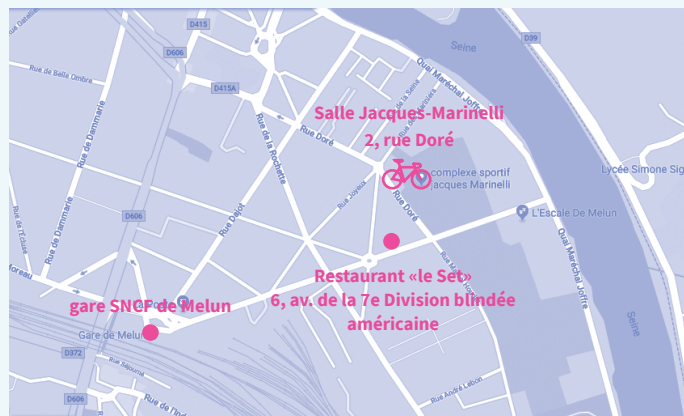 D415
D606
D39
Seine
Rue de Bella Ombre
D415A
Quai Maréchal Joffre
Rue de Dammarie
Salle Jacques-Marinelli
2, rue Doré
Rue Doré
Rue de la Rochette
complexe sportif
jacques Marinelli
Lycée Simone Sig
Rue Joyeux
Rue Doré
Rue de Dammarie
D606
Rue Dajot
L'Escale De Melun
Rue de l'Écluse
Moreau
Quai Maréchal Joffre
Restaurant «le Set»
6, av. de la 7e Division blindée
américaine
gare SNCF de Melun
Seine
Gare de Melun
D372
Rue Séjourné
D606
Rue André Lebon
Rue de l'Ind